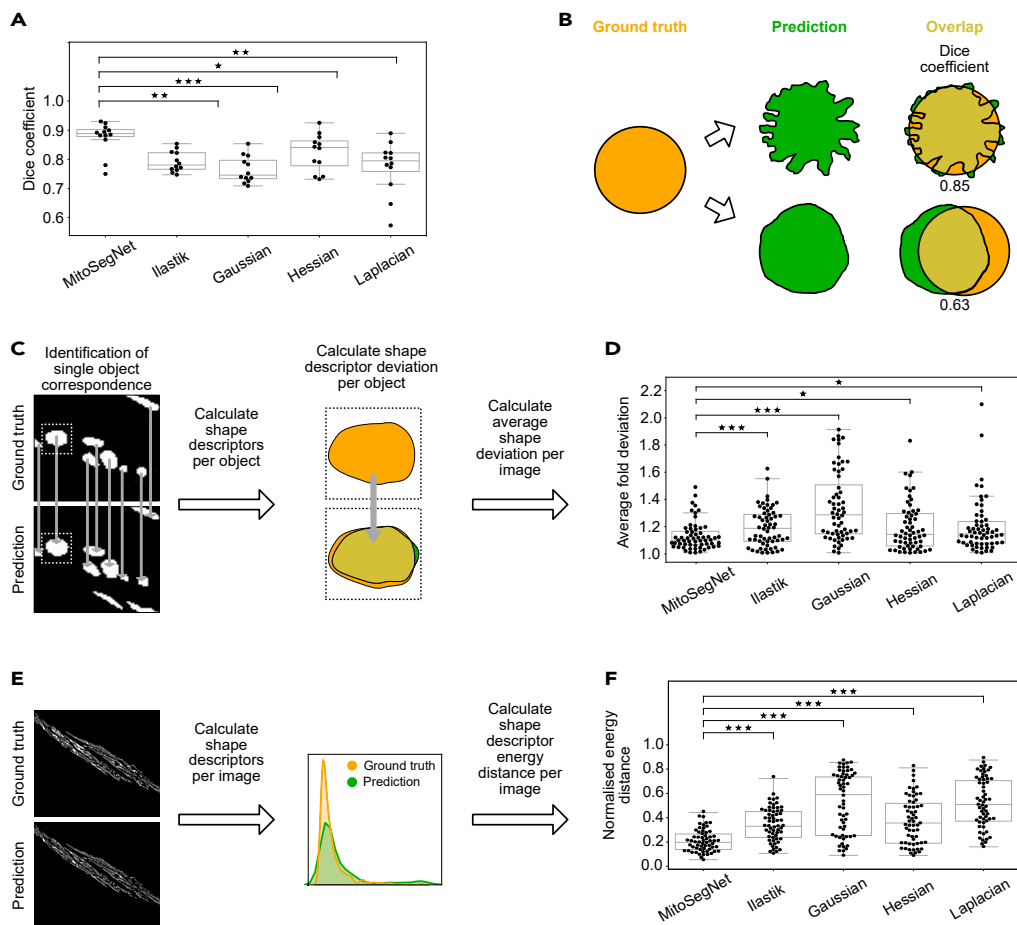 A
Dice coefficient
1.0
0.9
0.8
0.7
0.6
★★
★
★★★
★★
MitoSegNet
Ilastik
Gaussian
Hessian
Laplacian
B
Ground truth
Prediction
Overlap
Dice
coefficient
0.85
0.63
C
Identification of
single object
correspondence
Ground truth
Prediction
Calculate
shape
descriptors
per object
Calculate shape
descriptor deviation
per object
Calculate
average
shape
deviation per
image
D
Average fold deviation
2.2
2.0
1.8
1.6
1.4
1.2
1.0
★
★
★★★
★★★
MitoSegNet
Ilastik
Gaussian
Hessian
Laplacian
E
Ground truth
Prediction
Calculate
shape
descriptors
per image
Ground truth
Prediction
Calculate
shape
descriptor
energy
distance per
image
F
Normalised energy
distance
1.0
0.8
0.6
0.4
0.2
0.0
★★★
★★★
★★★
★★★
MitoSegNet
Ilastik
Gaussian
Hessian
Laplacian